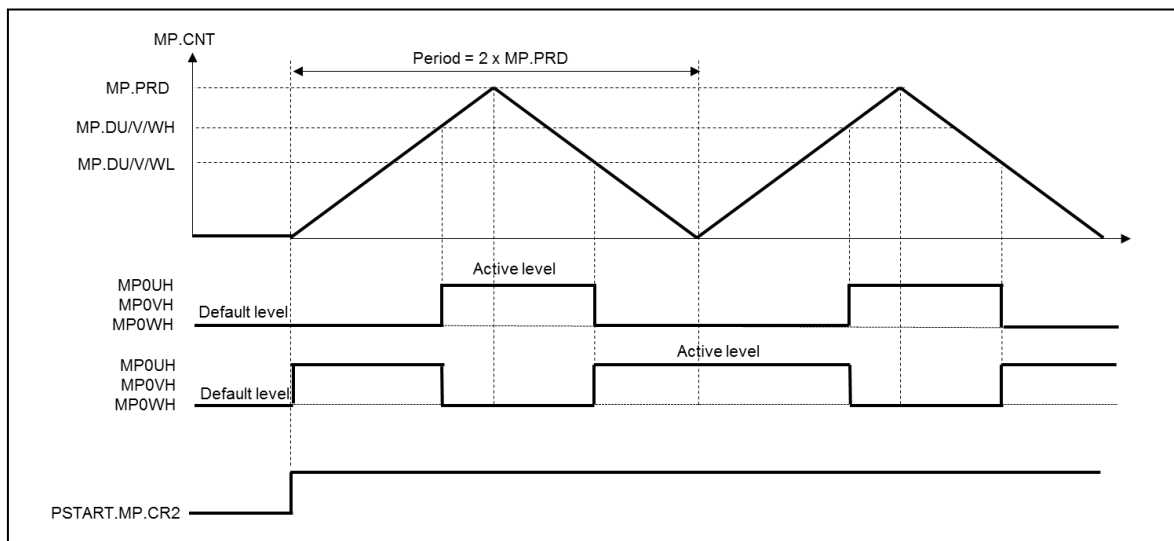 MP.CNT
Period = 2 x MP.PRD
MP.PRD
MP.DU/V/WH
MP.DU/V/WL
Active level
MP0UH
MP0VH
MP0WH
Default level
Active level
MP0UH
MP0VH
MP0WH
Default level
PSTART.MP.CR2